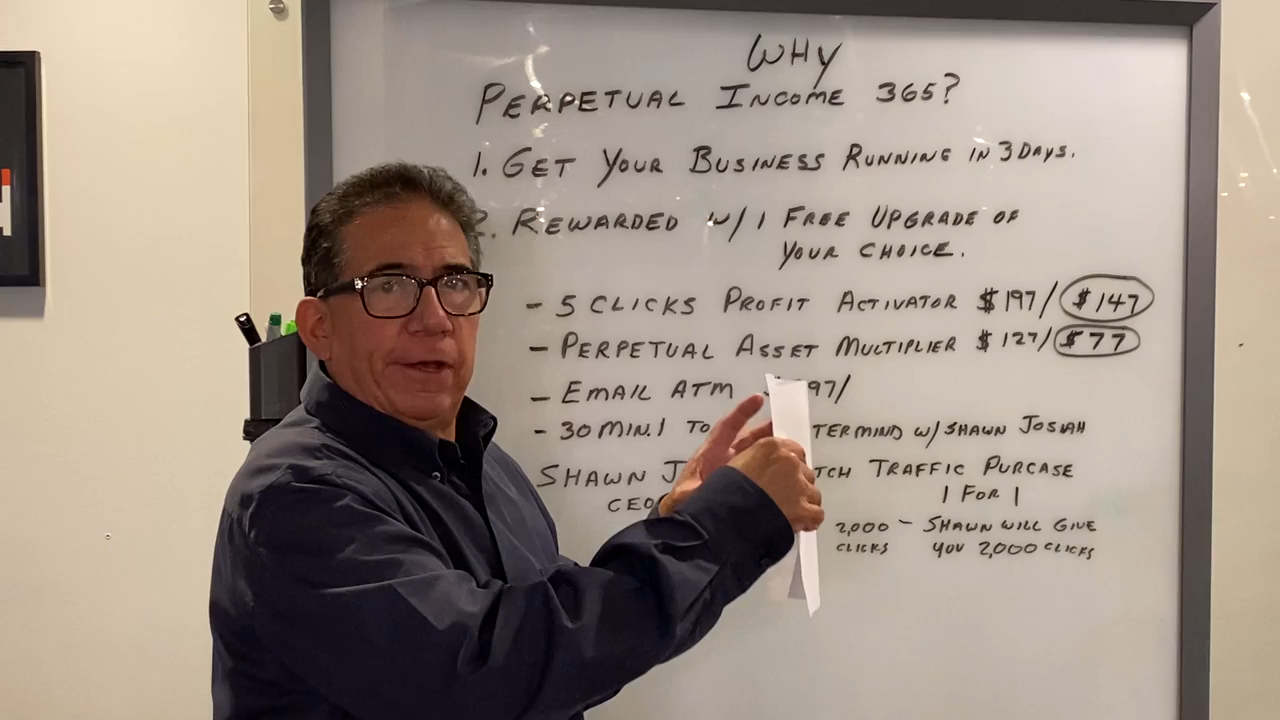 WHY
PERPETUAL INCOME 365?
1. GET YOUR BUSINESS RUNNING IN 3 DAYS.
2. REWARDED W/ 1 FREE UPGRADE OF
YOUR CHOICE.
- 5 CLICKS PROFIT ACTIVATOR $197/ $147
- PERPETUAL ASSET MULTIPLIER $127/ $77
- EMAIL ATM 97/
- 30 MIN. 1 TO TERMIND W/ SHAWN JOSIAH
SHAWN J TCH TRAFFIC PURCASE
CEO 1 FOR 1
2,000 - SHAWN WILL GIVE
CLICKS YOU 2,000 CLICKS